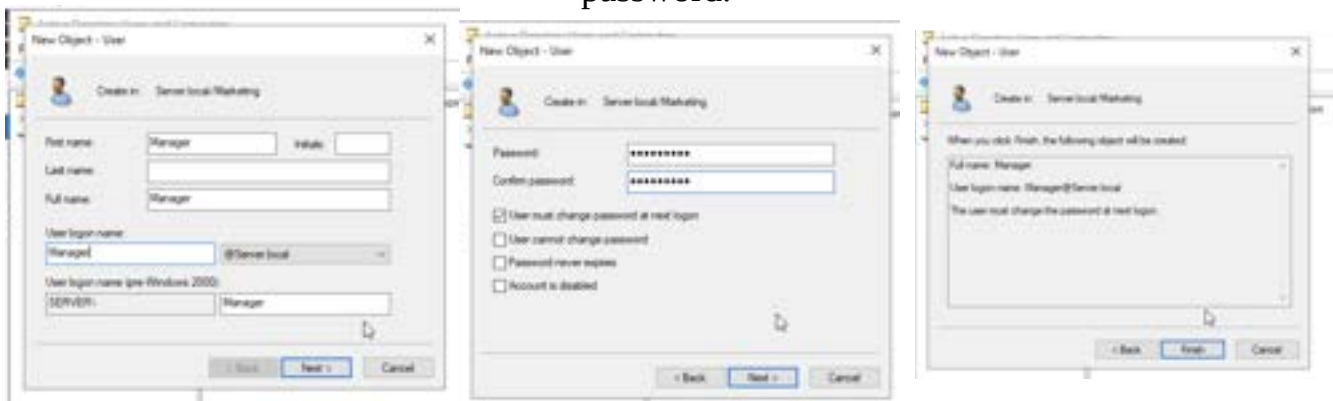 password.
New Object - User
Create in: Server.local/Marketing
First name: Manager Initials:
Last name:
Full name: Manager
User logon name:
Manager @Server.local
User logon name (pre-Windows 2000):
SERVER\ Manager
< Back Next > Cancel
New Object - User
Create in: Server.local/Marketing
Password: •••••••••
Confirm password: •••••••••
User must change password at next logon
User cannot change password
Password never expires
Account is disabled
< Back Next > Cancel
New Object - User
Create in: Server.local/Marketing
When you click Finish, the following object will be created:
Full name: Manager
User logon name: Manager@Server.local
The user must change the password at next logon.
< Back Finish Cancel